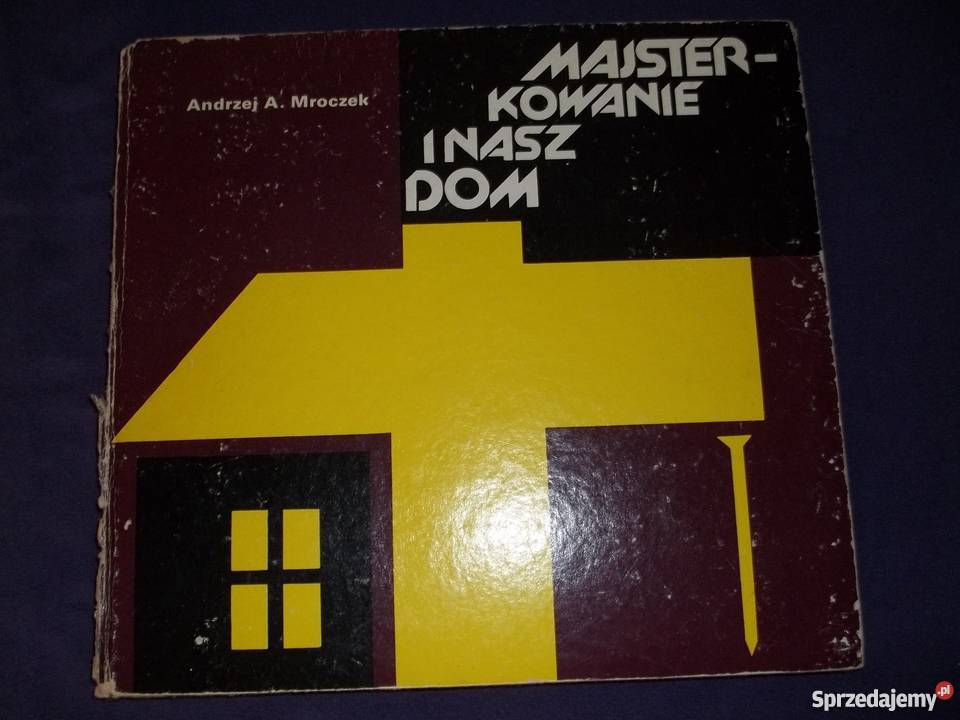 Andrzej A. Mroczek
MAJSTER-
KOWANIE
I NASZ
DOM
Sprzedajemy.pl